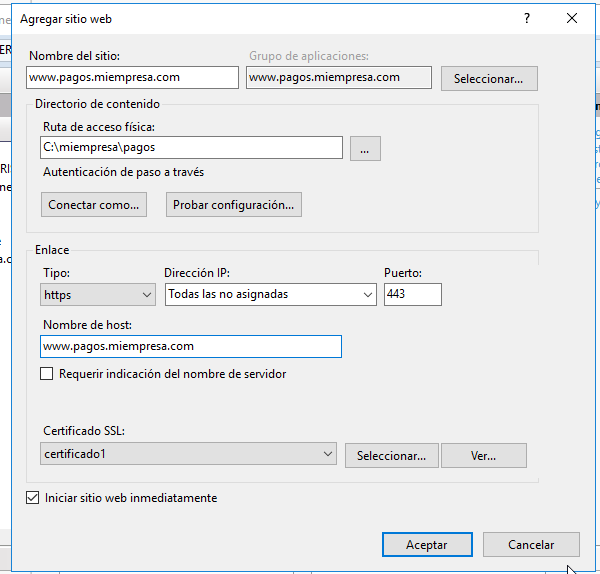 Agregar sitio web
?
Nombre del sitio:
Grupo de aplicaciones:
www.pagos.miempresa.com
www.pagos.miempresa.com
Seleccionar...
Directorio de contenido
Ruta de acceso física:
C:\miempresa\pagos
...
Autenticación de paso a través
Conectar como...
Probar configuración...
Enlace
Tipo:
Dirección IP:
Puerto:
https
Todas las no asignadas
443
Nombre de host:
www.pagos.miempresa.com
Requerir indicación del nombre de servidor
Certificado SSL:
certificado1
Seleccionar...
Ver...
Iniciar sitio web inmediatamente
Aceptar
Cancelar